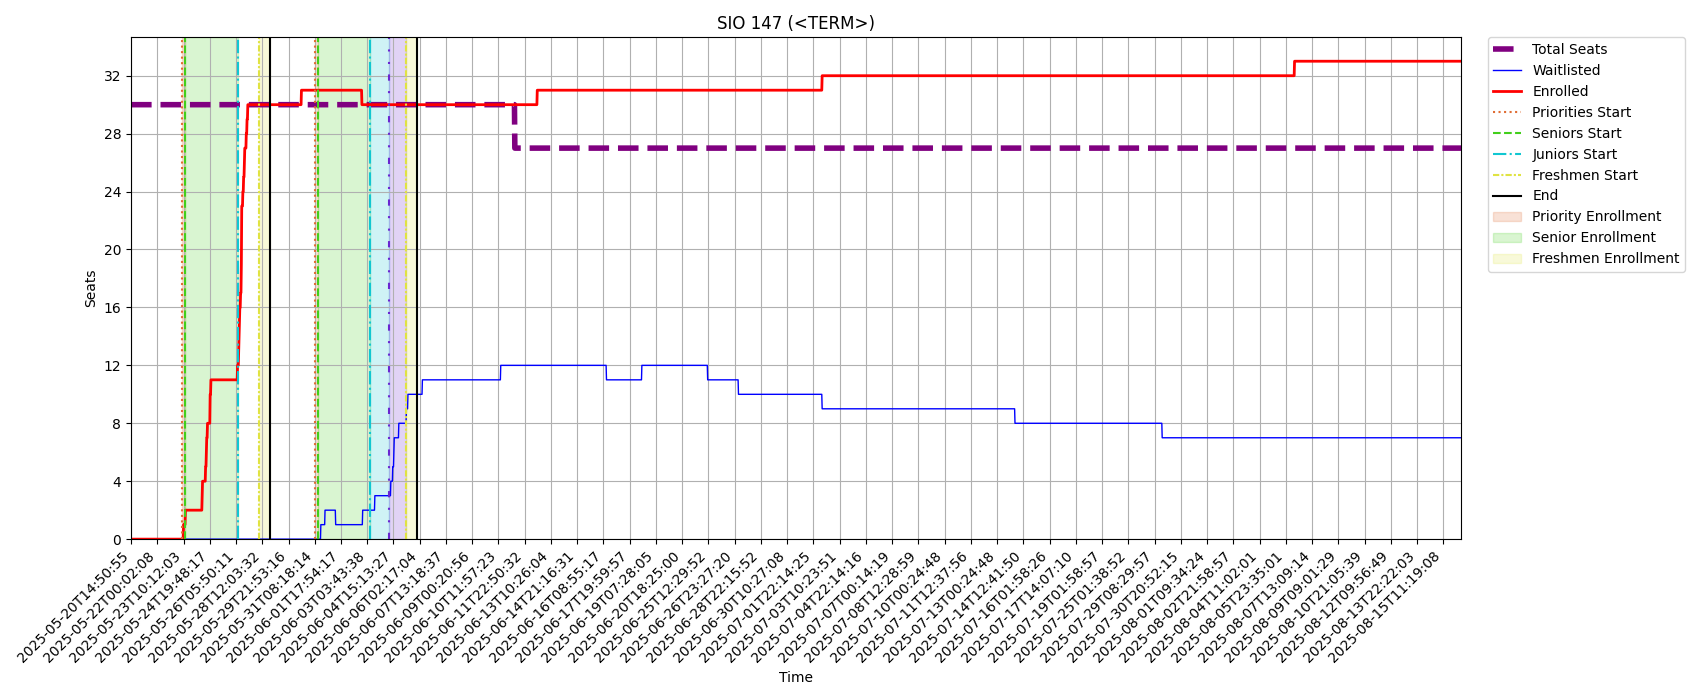 SIO 147 (<TERM>)
Total Seats
Waitlisted
Enrolled
Priorities Start
Seniors Start
Juniors Start
Freshmen Start
End
Priority Enrollment
Senior Enrollment
Freshmen Enrollment
Seats
32
28
24
20
16
12
8
4
0
2025-05-20T14:50:55
2025-05-22T00:02:08
2025-05-23T10:12:03
2025-05-24T19:48:17
2025-05-26T05:50:11
2025-05-28T12:03:32
2025-05-29T21:53:16
2025-05-31T08:18:14
2025-06-01T17:54:17
2025-06-03T03:43:38
2025-06-04T15:13:27
2025-06-06T02:17:04
2025-06-07T13:18:37
2025-06-09T00:20:56
2025-06-10T11:57:23
2025-06-11T22:50:32
2025-06-13T10:26:04
2025-06-14T21:16:31
2025-06-16T08:55:17
2025-06-17T19:59:57
2025-06-19T07:28:05
2025-06-20T18:25:00
2025-06-25T12:29:52
2025-06-26T23:27:20
2025-06-28T22:15:52
2025-06-30T10:27:08
2025-07-01T22:14:25
2025-07-03T10:23:51
2025-07-04T22:14:16
2025-07-07T00:14:19
2025-07-08T12:28:59
2025-07-10T00:24:48
2025-07-11T12:37:56
2025-07-13T00:24:48
2025-07-14T12:41:50
2025-07-16T01:58:26
2025-07-17T14:07:10
2025-07-19T01:58:57
2025-07-25T01:38:52
2025-07-29T08:29:57
2025-07-30T20:52:15
2025-08-01T09:34:24
2025-08-02T21:58:57
2025-08-04T11:02:01
2025-08-05T23:35:01
2025-08-07T13:09:14
2025-08-09T09:01:29
2025-08-10T21:05:39
2025-08-12T09:56:49
2025-08-13T22:22:03
2025-08-15T11:19:08
Time